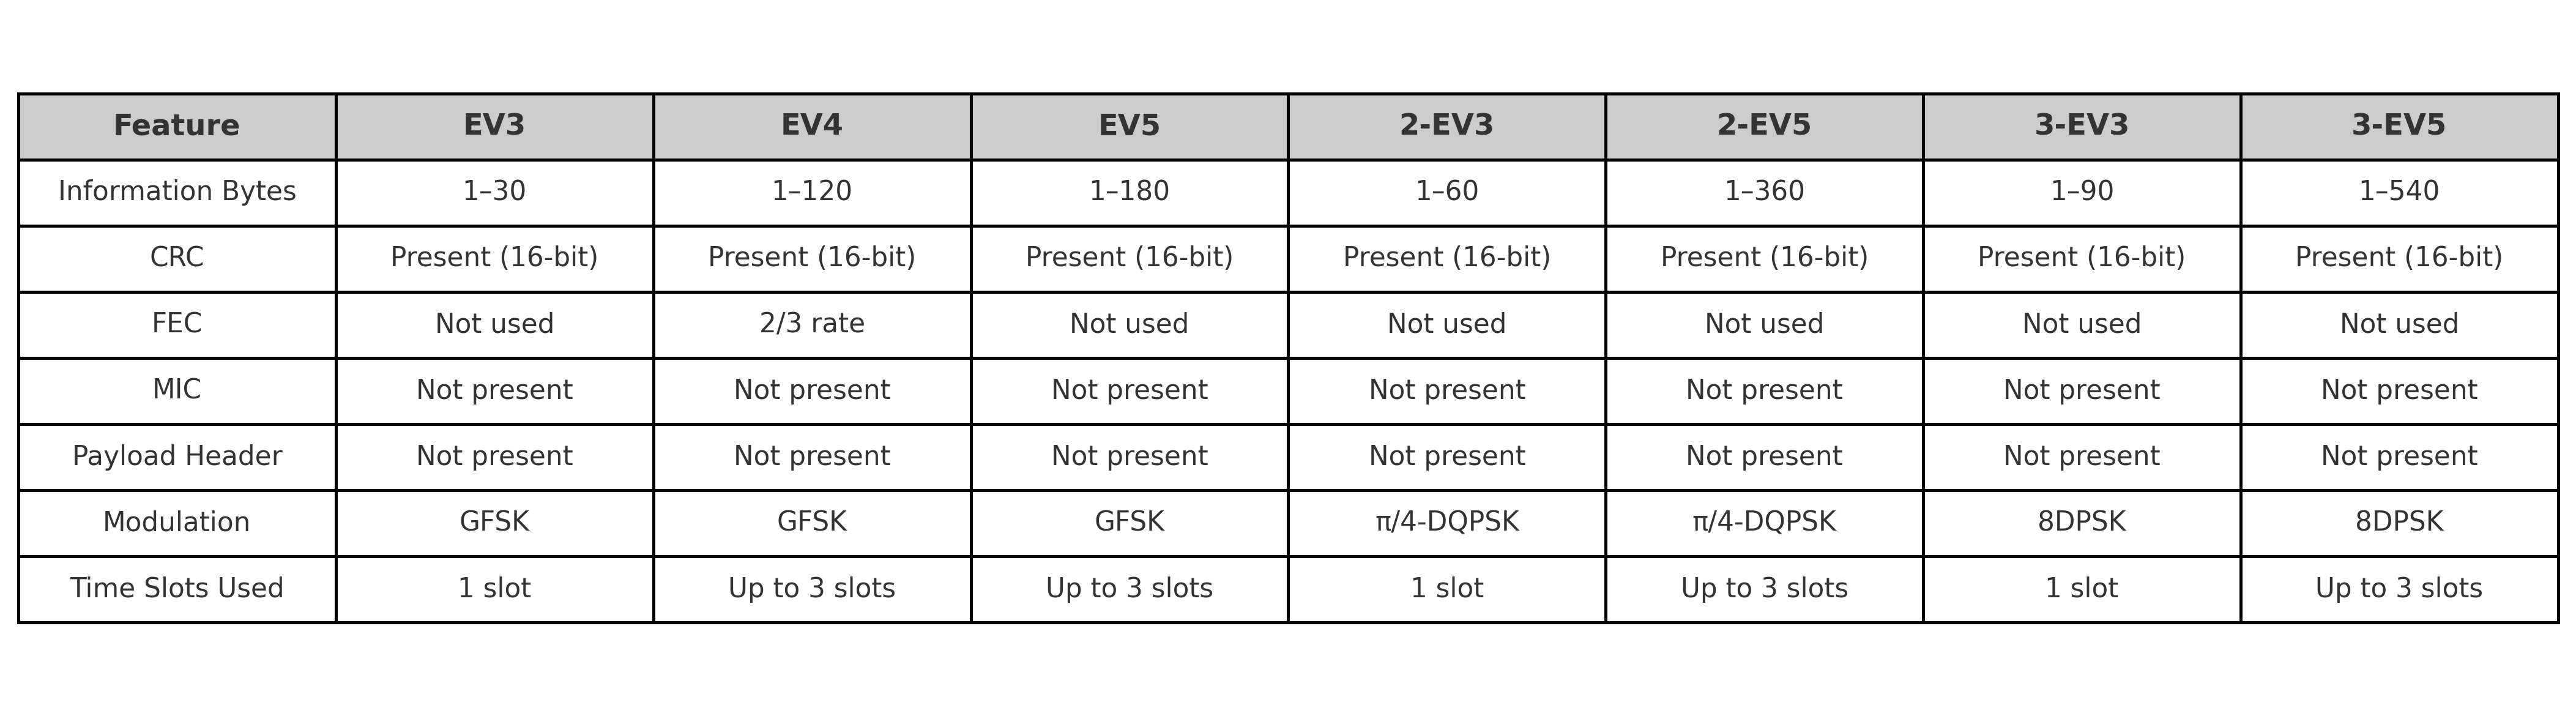 Feature EV3 EV4 EV5 2-EV3 2-EV5 3-EV3 3-EV5
Information Bytes 1–30 1–120 1–180 1–60 1–360 1–90 1–540
CRC Present (16-bit) Present (16-bit) Present (16-bit) Present (16-bit) Present (16-bit) Present (16-bit) Present (16-bit)
FEC Not used 2/3 rate Not used Not used Not used Not used Not used
MIC Not present Not present Not present Not present Not present Not present Not present
Payload Header Not present Not present Not present Not present Not present Not present Not present
Modulation GFSK GFSK GFSK π/4-DQPSK π/4-DQPSK 8DPSK 8DPSK
Time Slots Used 1 slot Up to 3 slots Up to 3 slots 1 slot Up to 3 slots 1 slot Up to 3 slots